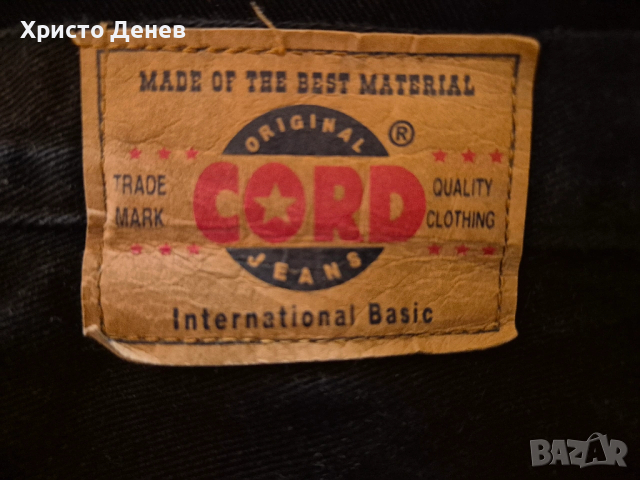 Христо Денев
MADE OF THE BEST MATERIAL
ORIGINAL ®
TRADE MARK
CORD
QUALITY CLOTHING
JEANS
International Basic
BAZAR